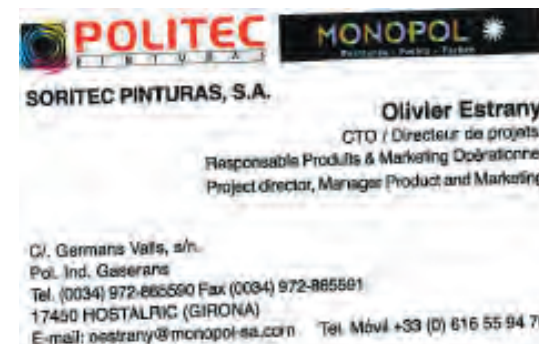 POLITEC
PINTURAS
MONOPOL
SORITEC PINTURAS, S.A.
Olivier Estrany
CTO / Directeur de projets
Responsable Produits & Marketing Opérationne
Project director, Manager Product and Marketing
C/. Germans Valls, s/n.
Pol. Ind. Gaserans
Tel. (0034) 972-865590 Fax (0034) 972-865591
17450 HOSTALRIC (GIRONA)
E-mail: oestrany@monopol-sa.com Tel. Móvil +33 (0) 616 55 94 7